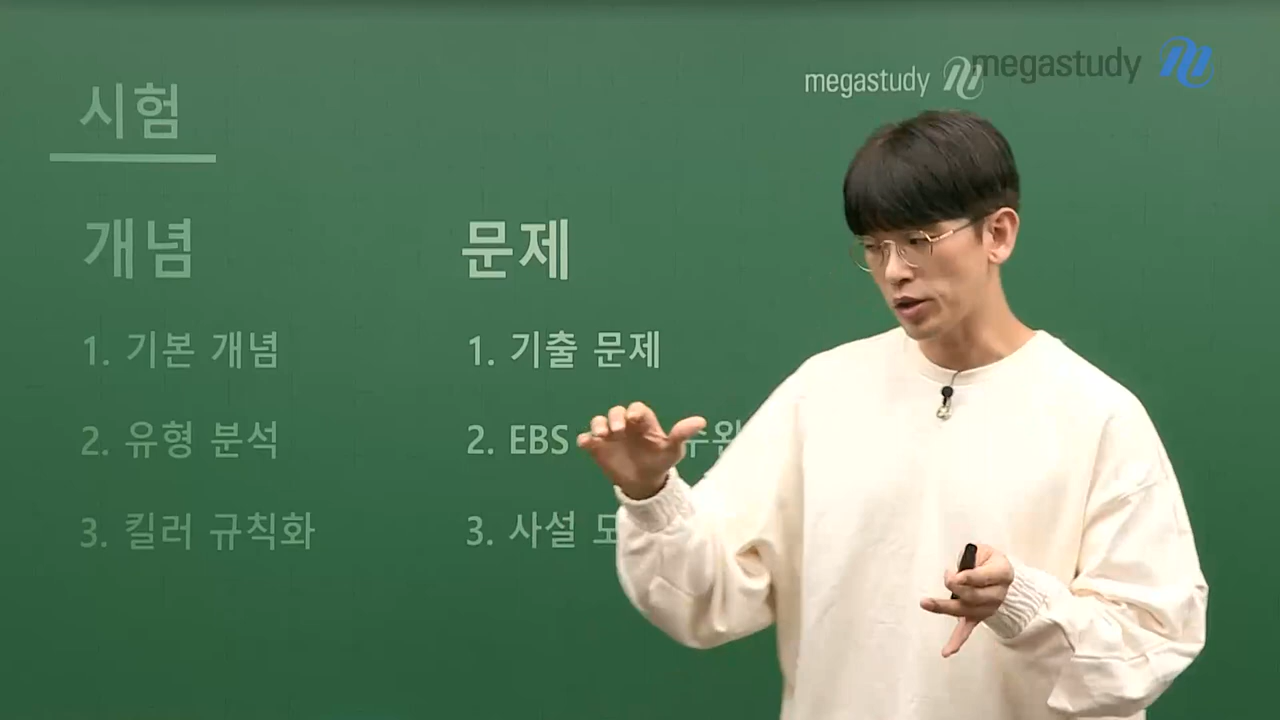 megastudy
megastudy
시험
개념
1. 기본 개념
2. 유형 분석
3. 킬러 규칙화
문제
1. 기출 문제
2. EBS
3. 사설